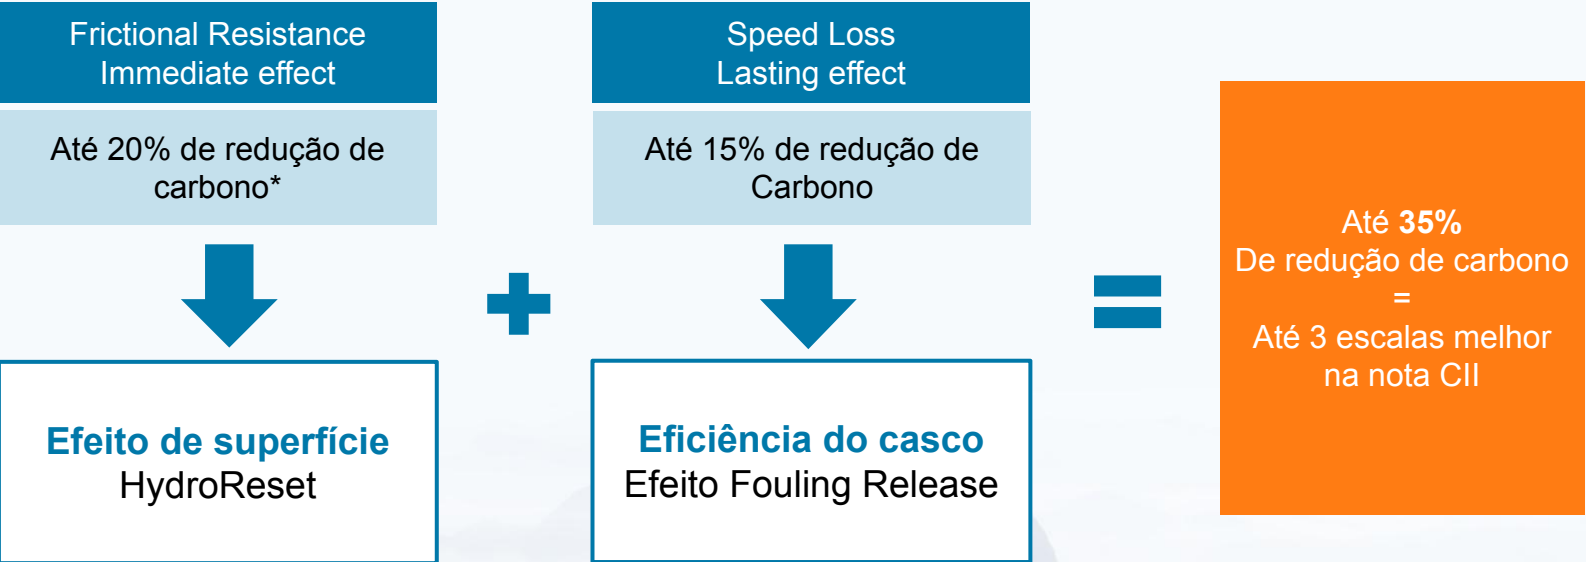 Frictional Resistance
Immediate effect
Até 20% de redução de
carbono*
Efeito de superfície
HydroReset
Speed Loss
Lasting effect
Até 15% de redução de
Carbono
Eficiência do casco
Efeito Fouling Release
Até 35%
De redução de carbono
=
Até 3 escalas melhor
na nota CII